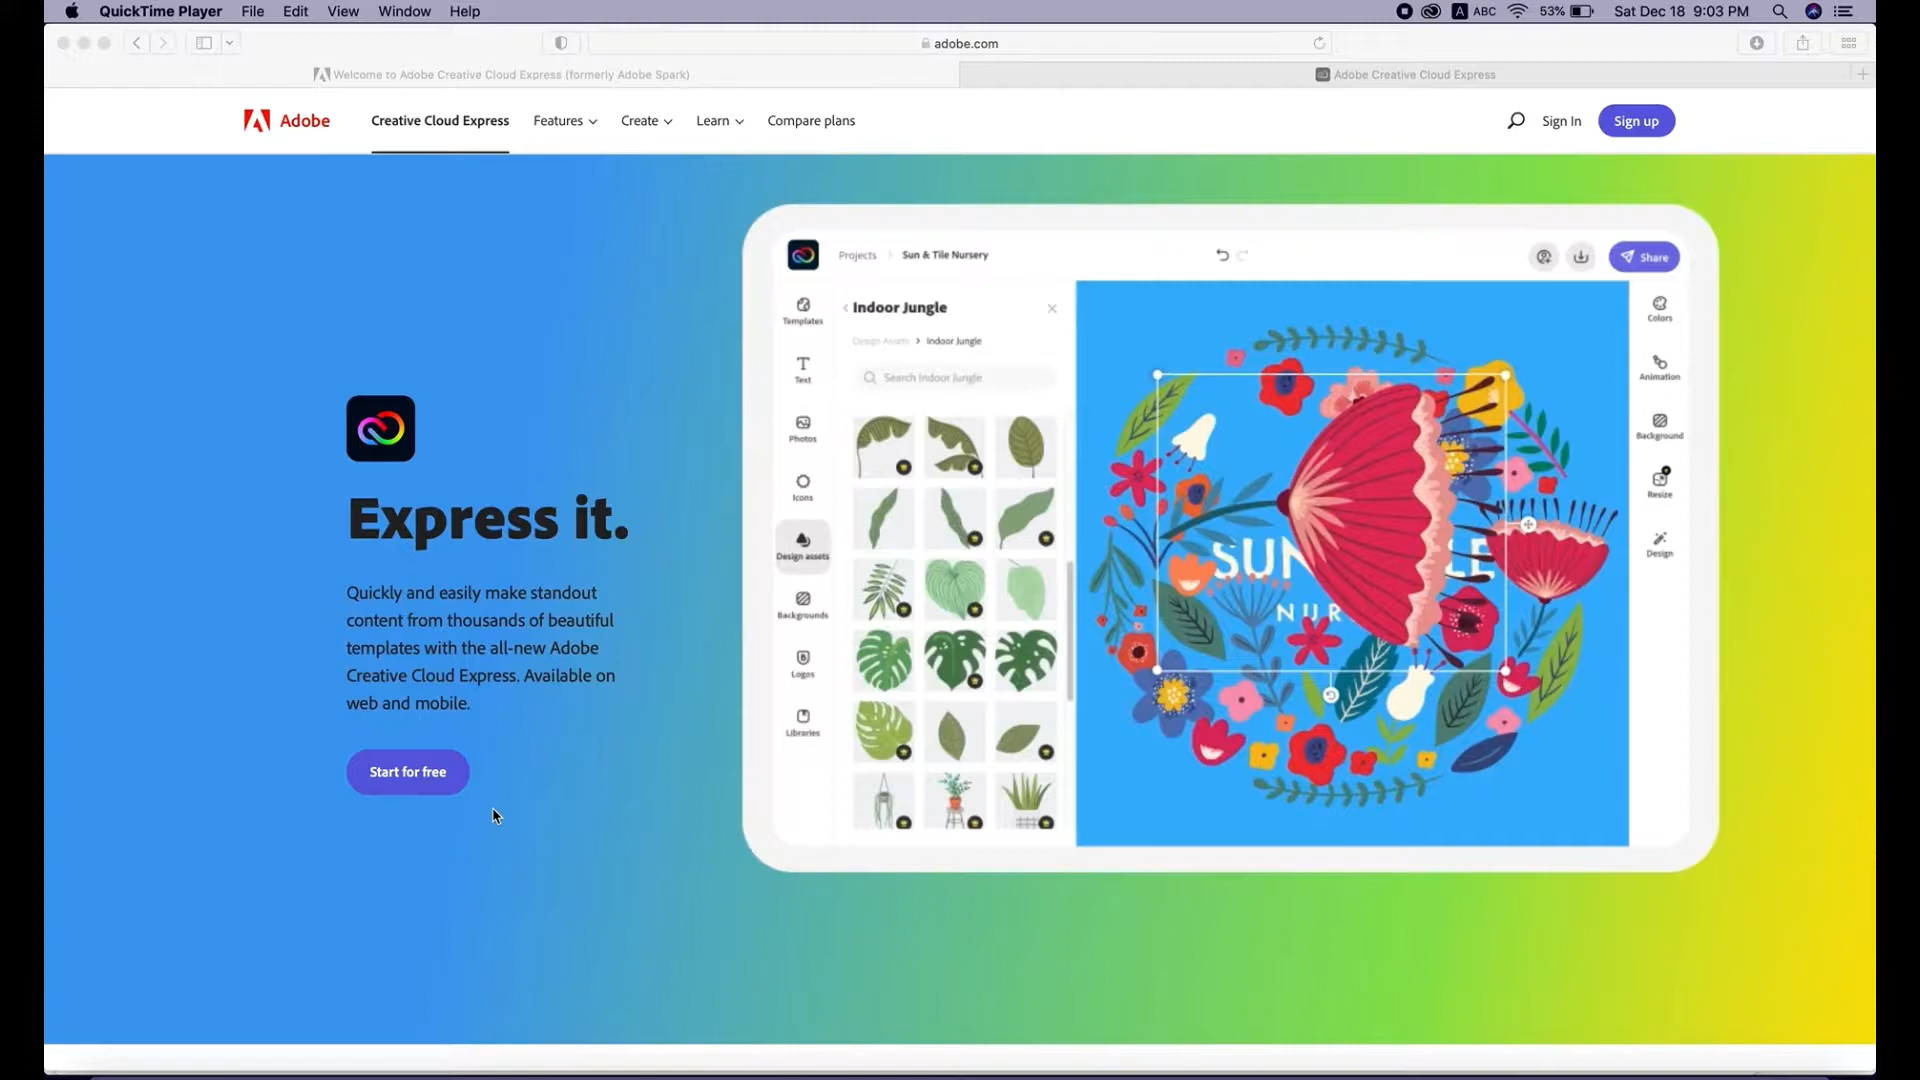 QuickTime Player File Edit View Window Help
A ABC 53% Sat Dec 18 9:03 PM
adobe.com
Welcome to Adobe Creative Cloud Express (formerly Adobe Spark)
Adobe Creative Cloud Express
Adobe Creative Cloud Express Features Create Learn Compare plans Sign In Sign up
Projects Sun & Tile Nursery Share
Templates
Text
Photos
Icons
Design assets
Backgrounds
Logos
Libraries
Indoor Jungle
Design Assets Indoor Jungle
Search Indoor Jungle
SUN LE
NUR
Colors
Animation
Background
Resize
Design
Express it.
Quickly and easily make standout
content from thousands of beautiful
templates with the all-new Adobe
Creative Cloud Express. Available on
web and mobile.
Start for free